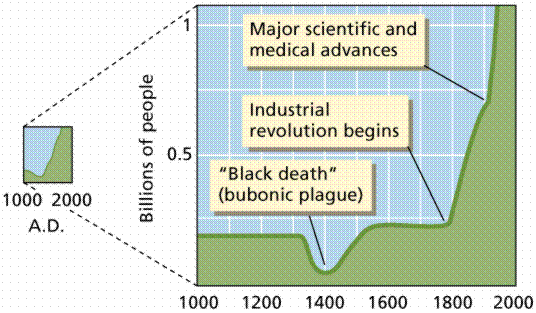 1
Major scientific and
medical advances
Billions of people
Industrial
revolution begins
0.5
“Black death”
(bubonic plague)
1000 2000
A.D.
1000 1200 1400 1600 1800 2000